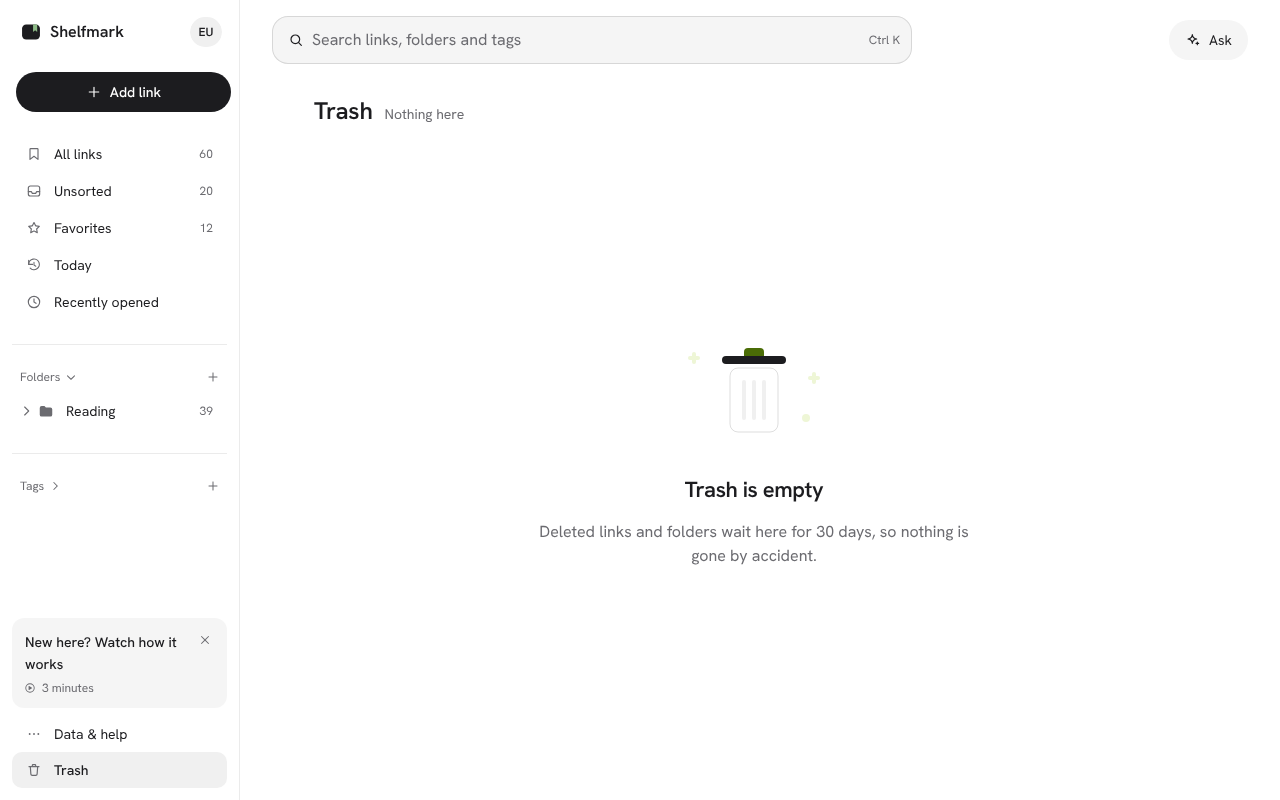 Shelfmark
EU
Add link
All links 60
Unsorted 20
Favorites 12
Today
Recently opened
Folders
Reading 39
Tags
New here? Watch how it
works
3 minutes
Data & help
Trash
Search links, folders and tags Ctrl K
Ask
Trash Nothing here
Trash is empty
Deleted links and folders wait here for 30 days, so nothing is
gone by accident.